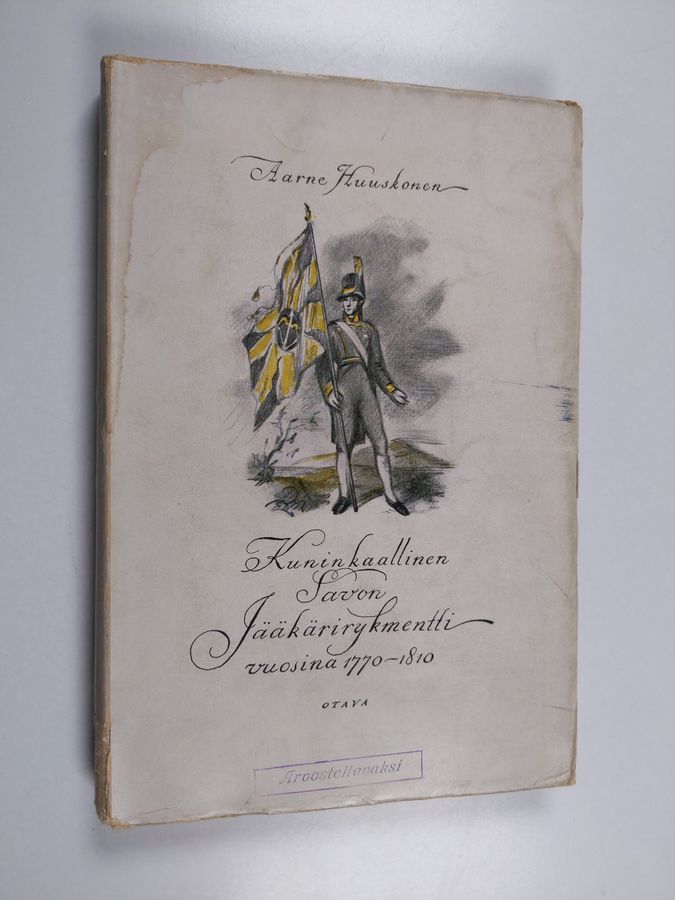 Aarne Huuskonen
Kuninkaallinen
Savon
Jääkärirykmentti
vuosina 1770-1810
OTAVA
Arvosteltavaksi